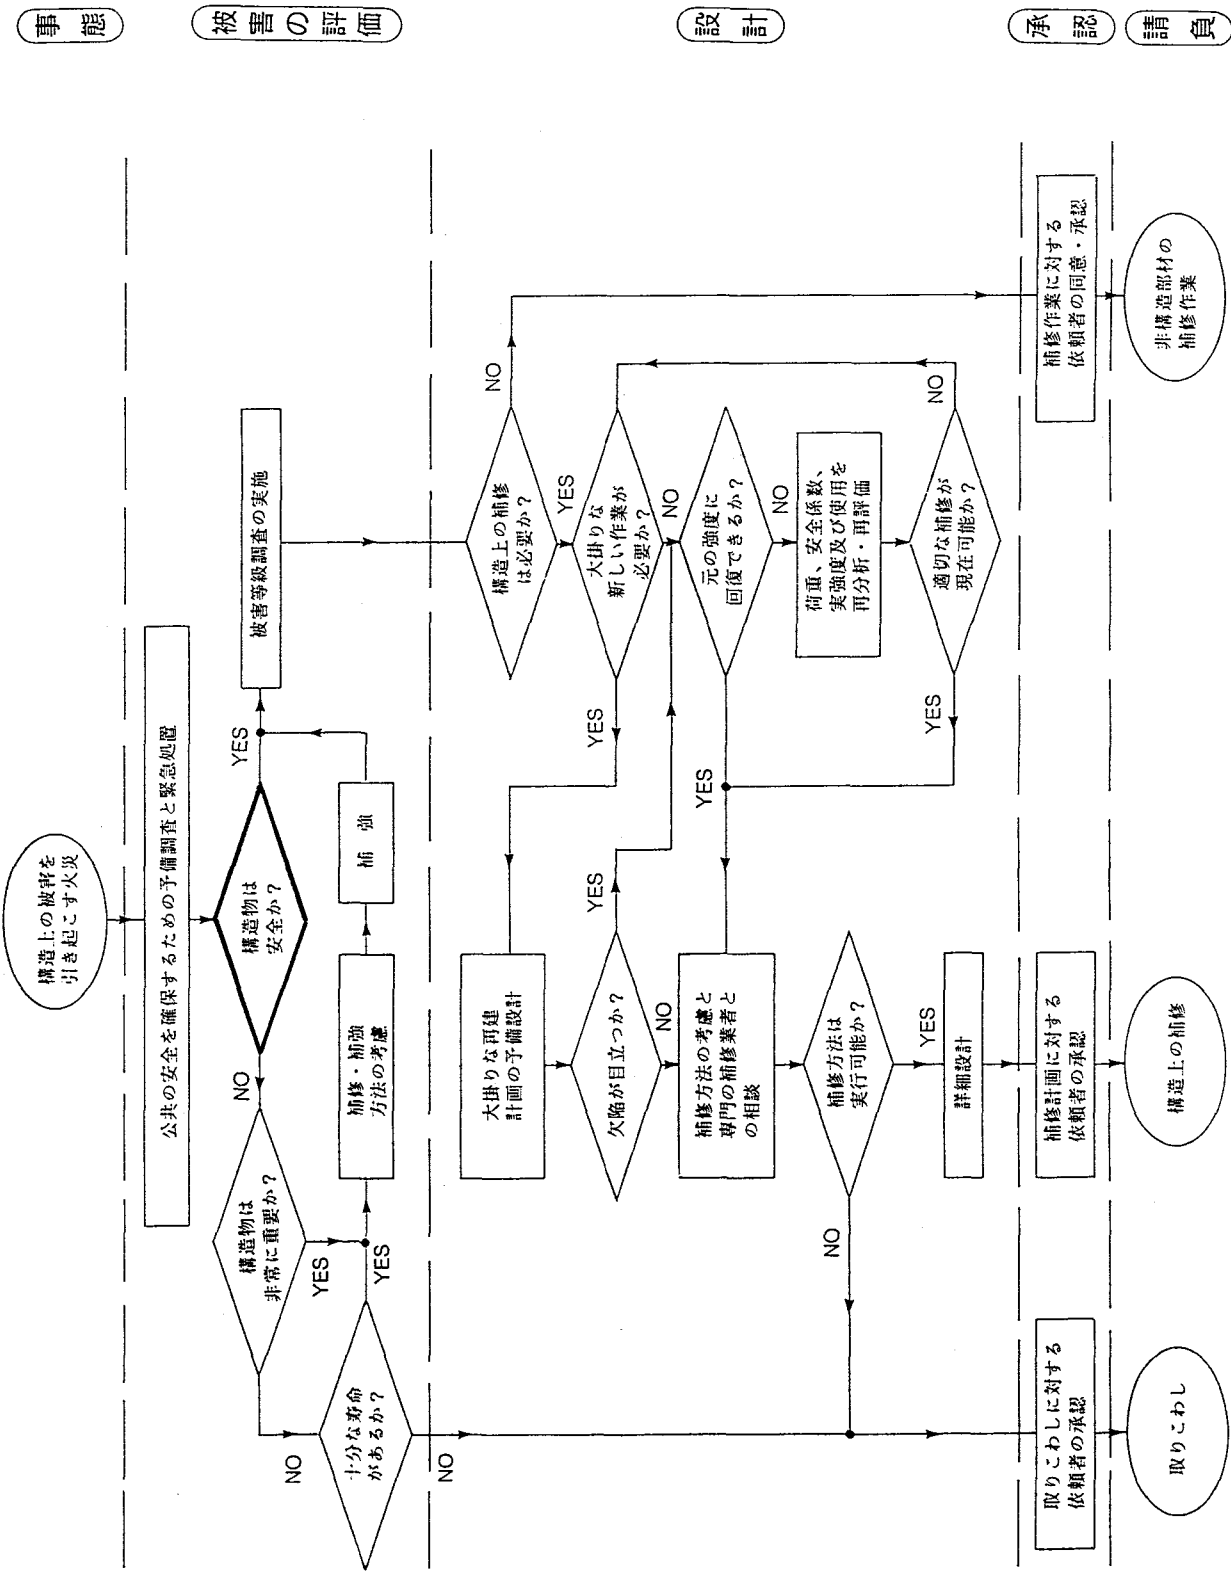 事態
被害の評価
設計
承認
請負
構造上の被害を
引き起こす火災
公共の安全を確保するための予備調査と緊急処置
構造物は
安全か?
YES
NO
被害等級調査の実施
構造物は
非常に重要か?
YES
NO
補修・補強
方法の考慮
補強
十分な寿命
があるか?
YES
NO
構造上の補修
は必要か?
NO
YES
大掛りな
新しい作業が
必要か?
YES
NO
大掛りな再建
計画の予備設計
欠陥が目立つか?
YES
NO
元の強度に
回復できるか?
YES
NO
荷重、安全係数、
実強度及び使用を
再分析・再評価
適切な補修が
現在可能か?
NO
YES
補修方法の考慮と
専門の補修業者と
の相談
補修方法は
実行可能か?
NO
YES
詳細設計
取りこわしに対する
依頼者の承認
補修計画に対する
依頼者の承認
補修作業に対する
依頼者の同意・承認
取りこわし
構造上の補修
非構造部材の
補修作業